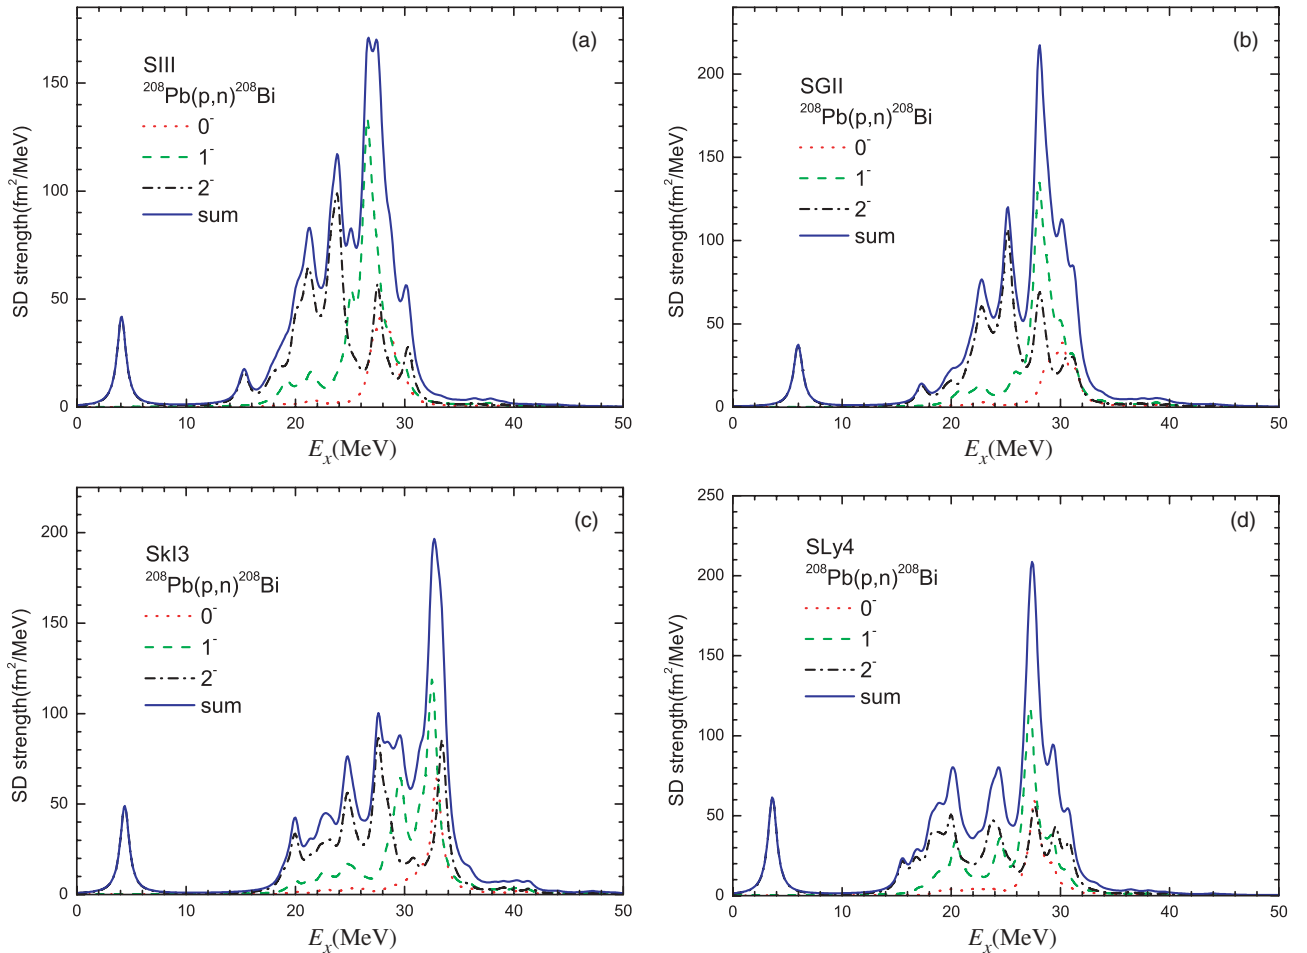 (a)
SIII
²⁰⁸Pb(p,n)²⁰⁸Bi
0⁻
1⁻
2⁻
sum
SD strength(fm²/MeV)
150
100
50
0
0 10 20 30 40 50
Eₓ(MeV)
(b)
SGII
²⁰⁸Pb(p,n)²⁰⁸Bi
0⁻
1⁻
2⁻
sum
SD strength(fm²/MeV)
200
150
100
50
0
0 10 20 30 40 50
Eₓ(MeV)
(c)
SkI3
²⁰⁸Pb(p,n)²⁰⁸Bi
0⁻
1⁻
2⁻
sum
SD strength(fm²/MeV)
200
150
100
50
0
0 10 20 30 40 50
Eₓ(MeV)
(d)
SLy4
²⁰⁸Pb(p,n)²⁰⁸Bi
0⁻
1⁻
2⁻
sum
SD strength(fm²/MeV)
250
200
150
100
50
0
0 10 20 30 40 50
Eₓ(MeV)